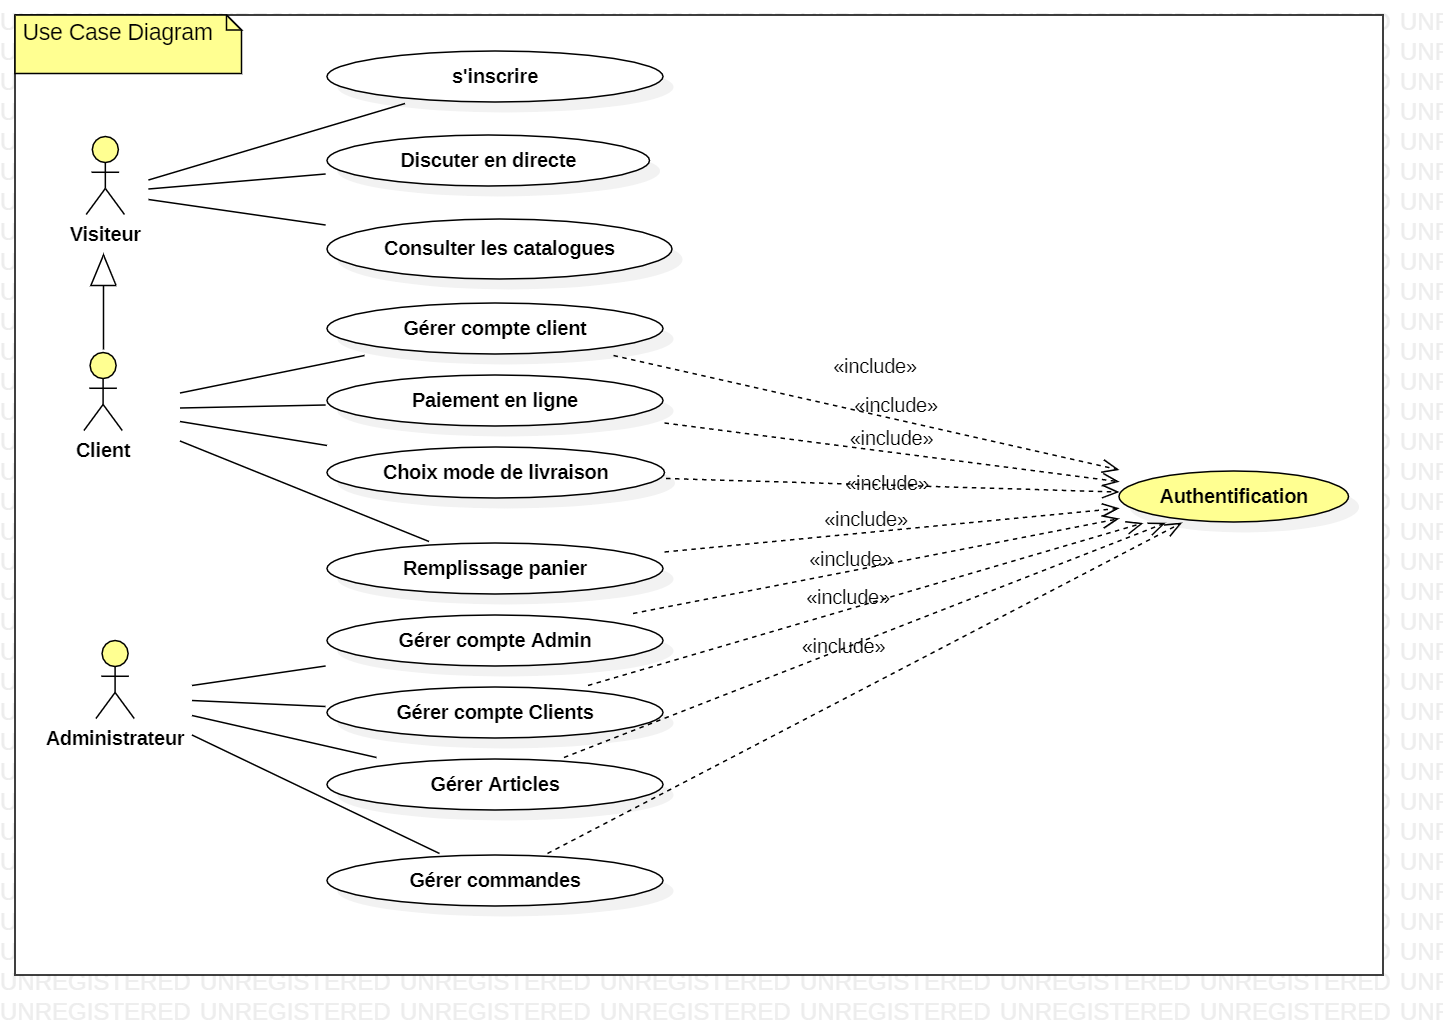 Use Case Diagram
s'inscrire
Discuter en directe
Visiteur
Consulter les catalogues
Gérer compte client
«include»
Paiement en ligne
«include»
«include»
Client
Choix mode de livraison
«include»
Authentification
«include»
Remplissage panier
«include»
«include»
Gérer compte Admin
«include»
Gérer compte Clients
Administrateur
Gérer Articles
Gérer commandes
UNREGISTERED UNREGISTERED UNREGISTERED UNREGISTERED UNREGISTERED UNREGISTERED UNREGISTERED
UNREGISTERED UNREGISTERED UNREGISTERED UNREGISTERED UNREGISTERED UNREGISTERED UNREGISTERED